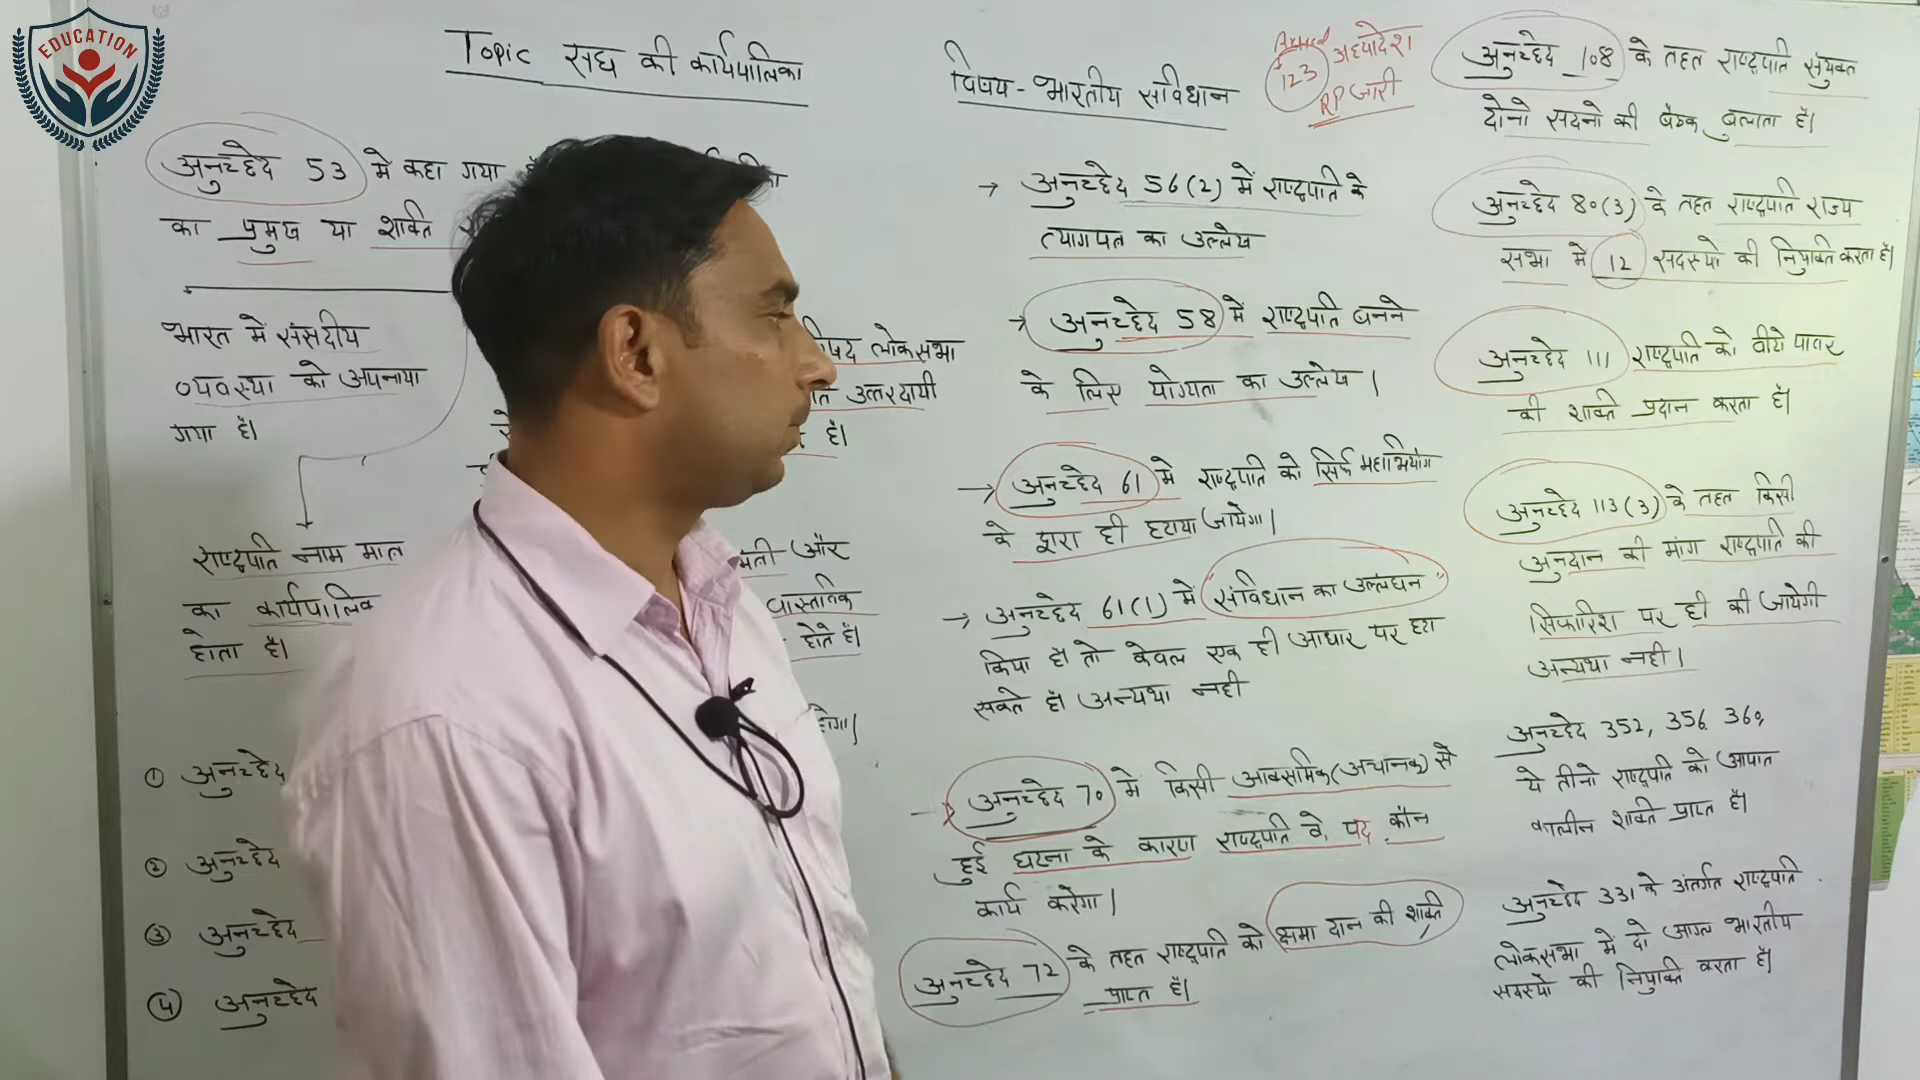 EDUCATION
Topic संघ की कार्यपालिका
विषय - भारतीय संविधान
Artical
123
अध्यादेश
RP जारी
अनुच्छेद 53 में कहा गया
का प्रमुख या शक्ति
भारत मे संसदीय
व्यवस्था को अपनाया
गया है।
लोकसभा
उत्तरदायी
है।
राष्ट्रपति नाम मात्र
का कार्यपालिक
होता है।
और
वास्तविक
होते है।
होगा।
① अनुच्छेद
② अनुच्छेद
③ अनुच्छेद
④ अनुच्छेद
→ अनुच्छेद 56(2) में राष्ट्रपति के
त्यागपत्र का उल्लेख
→ अनुच्छेद 58 में राष्ट्रपति बनने
के लिए योग्यता का उल्लेख।
→ अनुच्छेद 61 मे राष्ट्रपति को सिर्फ महाभियोग
के द्वारा ही हटाया जायेगा।
→ अनुच्छेद 61(1) में "संविधान का उल्लंघन"
किया हो तो केवल एक ही आधार पर हटा
सकते है अन्यथा नही
→ अनुच्छेद 70 मे किसी आकस्मिक (अचानक) से
हुई घटना के कारण राष्ट्रपति के पद कौन
कार्य करेगा।
अनुच्छेद 72 के तहत राष्ट्रपति को क्षमा दान की शक्ति
प्राप्त है।
अनुच्छेद 108 के तहत राष्ट्रपति संयुक्त
दोनो सदनो की बैठक बुलाता है।
अनुच्छेद 80(3) के तहत राष्ट्रपति राज्य
सभा मे 12 सदस्यो की नियुक्ति करता है।
अनुच्छेद 111 राष्ट्रपति को वीटो पावर
की शक्ति प्रदान करता है।
अनुच्छेद 113(3) के तहत किसी
अनुदान की मांग राष्ट्रपति की
सिफारिश पर ही की जायेगी
अन्यथा नही।
अनुच्छेद 352, 356, 360,
ये तीनो राष्ट्रपति को आपात
कालीन शक्ति प्राप्त है।
अनुच्छेद 331 के अंतर्गत राष्ट्रपति
लोकसभा में दो आंग्ल भारतीय
सदस्यों की नियुक्ति करता है।